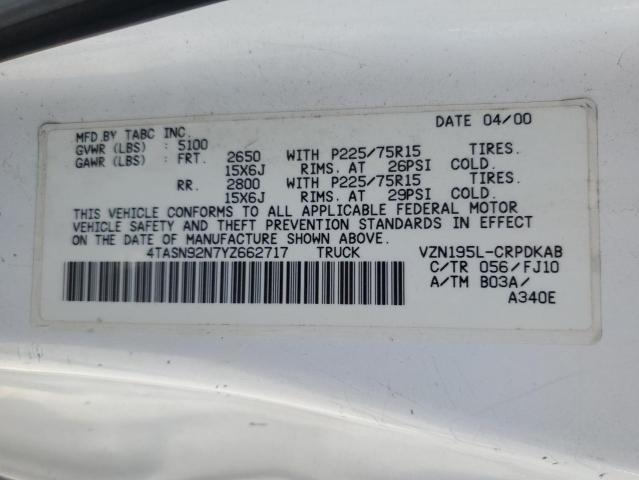 DATE 04/00
MFD.BY TABC INC.
GVWR (LBS) : 5100
GAWR (LBS) : FRT. 2650 WITH P225/75R15 TIRES.
15X6J RIMS. AT 26PSI COLD.
RR. 2800 WITH P225/75R15 TIRES.
15X6J RIMS. AT 29PSI COLD.
THIS VEHICLE CONFORMS TO ALL APPLICABLE FEDERAL MOTOR
VEHICLE SAFETY AND THEFT PREVENTION STANDARDS IN EFFECT
ON THE DATE OF MANUFACTURE SHOWN ABOVE.
4TASN92N7YZ662717 TRUCK VZN195L-CRPDKAB
C/TR 056/FJ10
A/TM B03A/
A340E